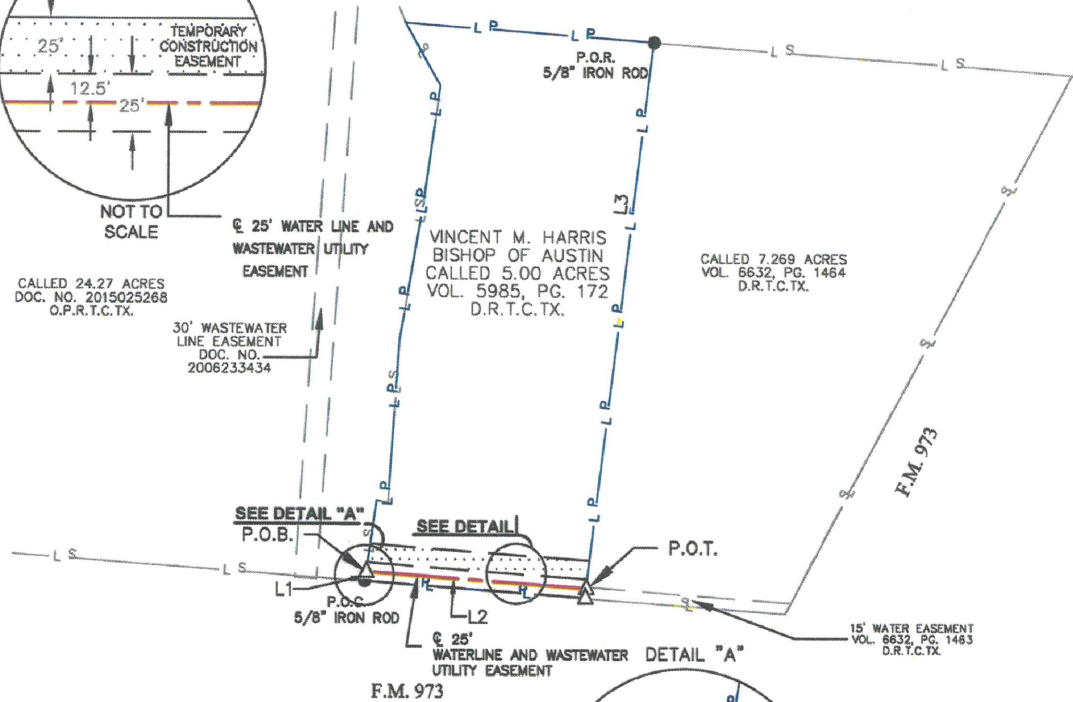 TEMPORARY
CONSTRUCTION
EASEMENT
25'
12.5'
25'
NOT TO
SCALE
℄ 25' WATER LINE AND
WASTEWATER UTILITY
EASEMENT
CALLED 24.27 ACRES
DOC. NO. 2015025268
O.P.R.T.C.TX.
30' WASTEWATER
LINE EASEMENT
DOC. NO.
2006233434
L P
L P
P.O.R.
5/8" IRON ROD
L S
L S
VINCENT M. HARRIS
BISHOP OF AUSTIN
CALLED 5.00 ACRES
VOL. 5985, PG. 172
D.R.T.C.TX.
L3
CALLED 7.269 ACRES
VOL. 6632, PG. 1464
D.R.T.C.TX.
F.M. 973
SEE DETAIL "A"
P.O.B.
SEE DETAIL
P.O.T.
L S
L S
L1
P.O.C.
5/8" IRON ROD
L2
℄ 25'
WATERLINE AND WASTEWATER
UTILITY EASEMENT
DETAIL "A"
15' WATER EASEMENT
VOL. 6632, PG. 1463
D.R.T.C.TX.
F.M. 973